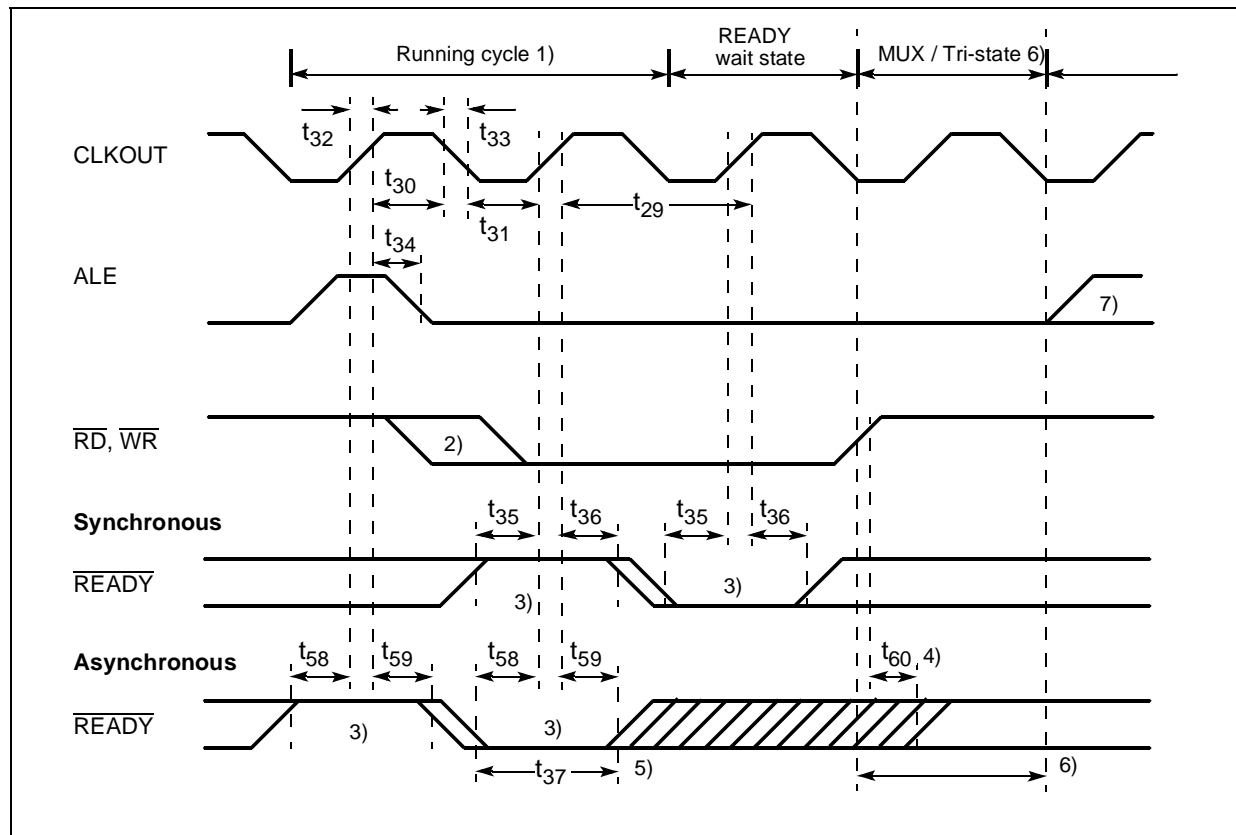 READY
wait state
Running cycle 1)
MUX / Tri-state 6)
t32
t33
CLKOUT
t30
t31
t29
t34
ALE
7)
RD, WR
2)
Synchronous
t35
t36
t35
t36
READY
3)
3)
Asynchronous
t58
t59
t58
t59
t60
4)
READY
3)
3)
t37
5)
6)